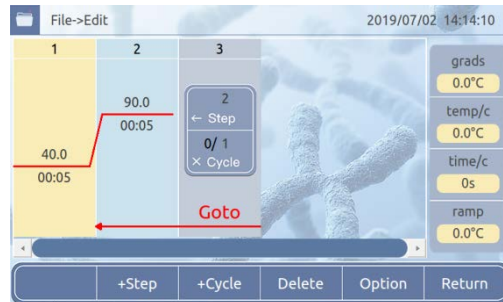 File->Edit
2019/07/02 14:14:10
1
2
3
40.0
00:05
90.0
00:05
2
← Step
0/ 1
× Cycle
Goto
grads
0.0°C
temp/c
0.0°C
time/c
0s
ramp
0.0°C
+Step
+Cycle
Delete
Option
Return